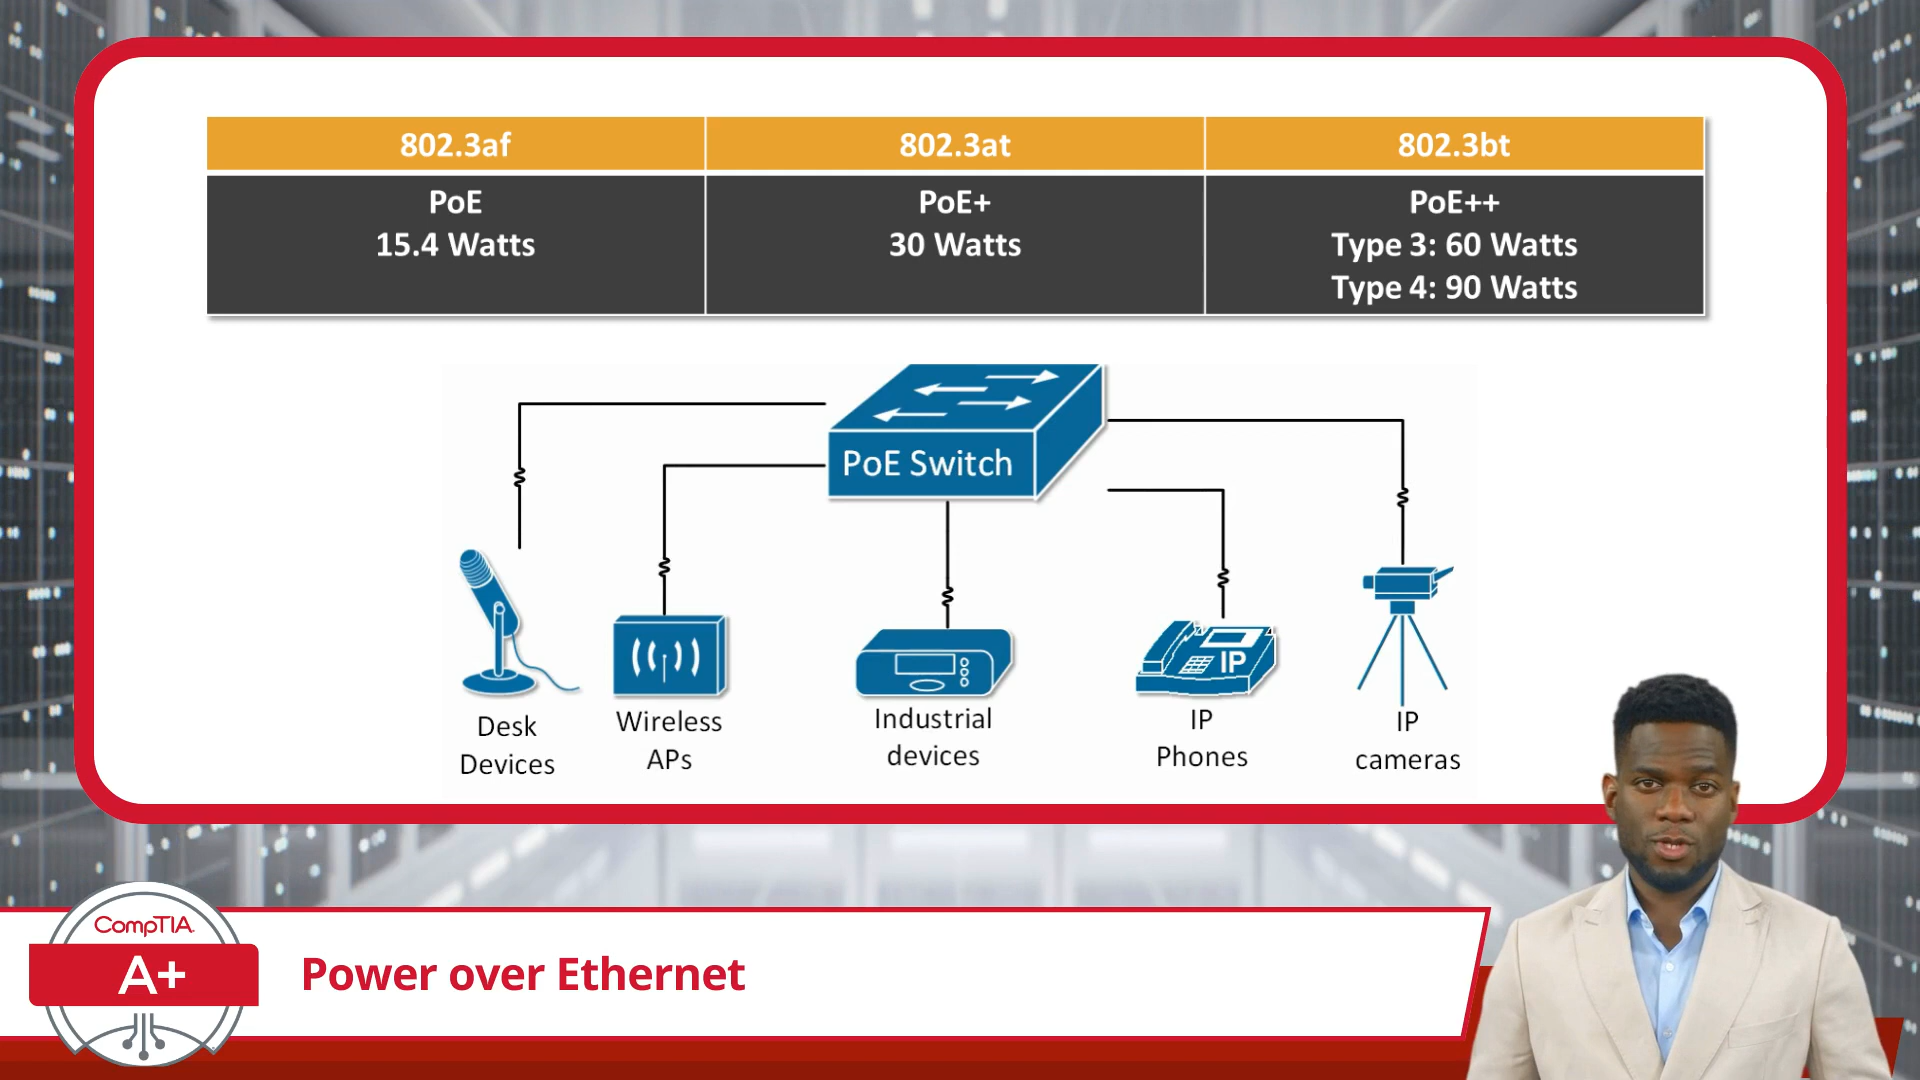 802.3af
802.3at
802.3bt
PoE
15.4 Watts
PoE+
30 Watts
PoE++
Type 3: 60 Watts
Type 4: 90 Watts
PoE Switch
IP
Desk
Devices
Wireless
APs
Industrial
devices
IP
Phones
IP
cameras
CompTIA.
A+
Power over Ethernet